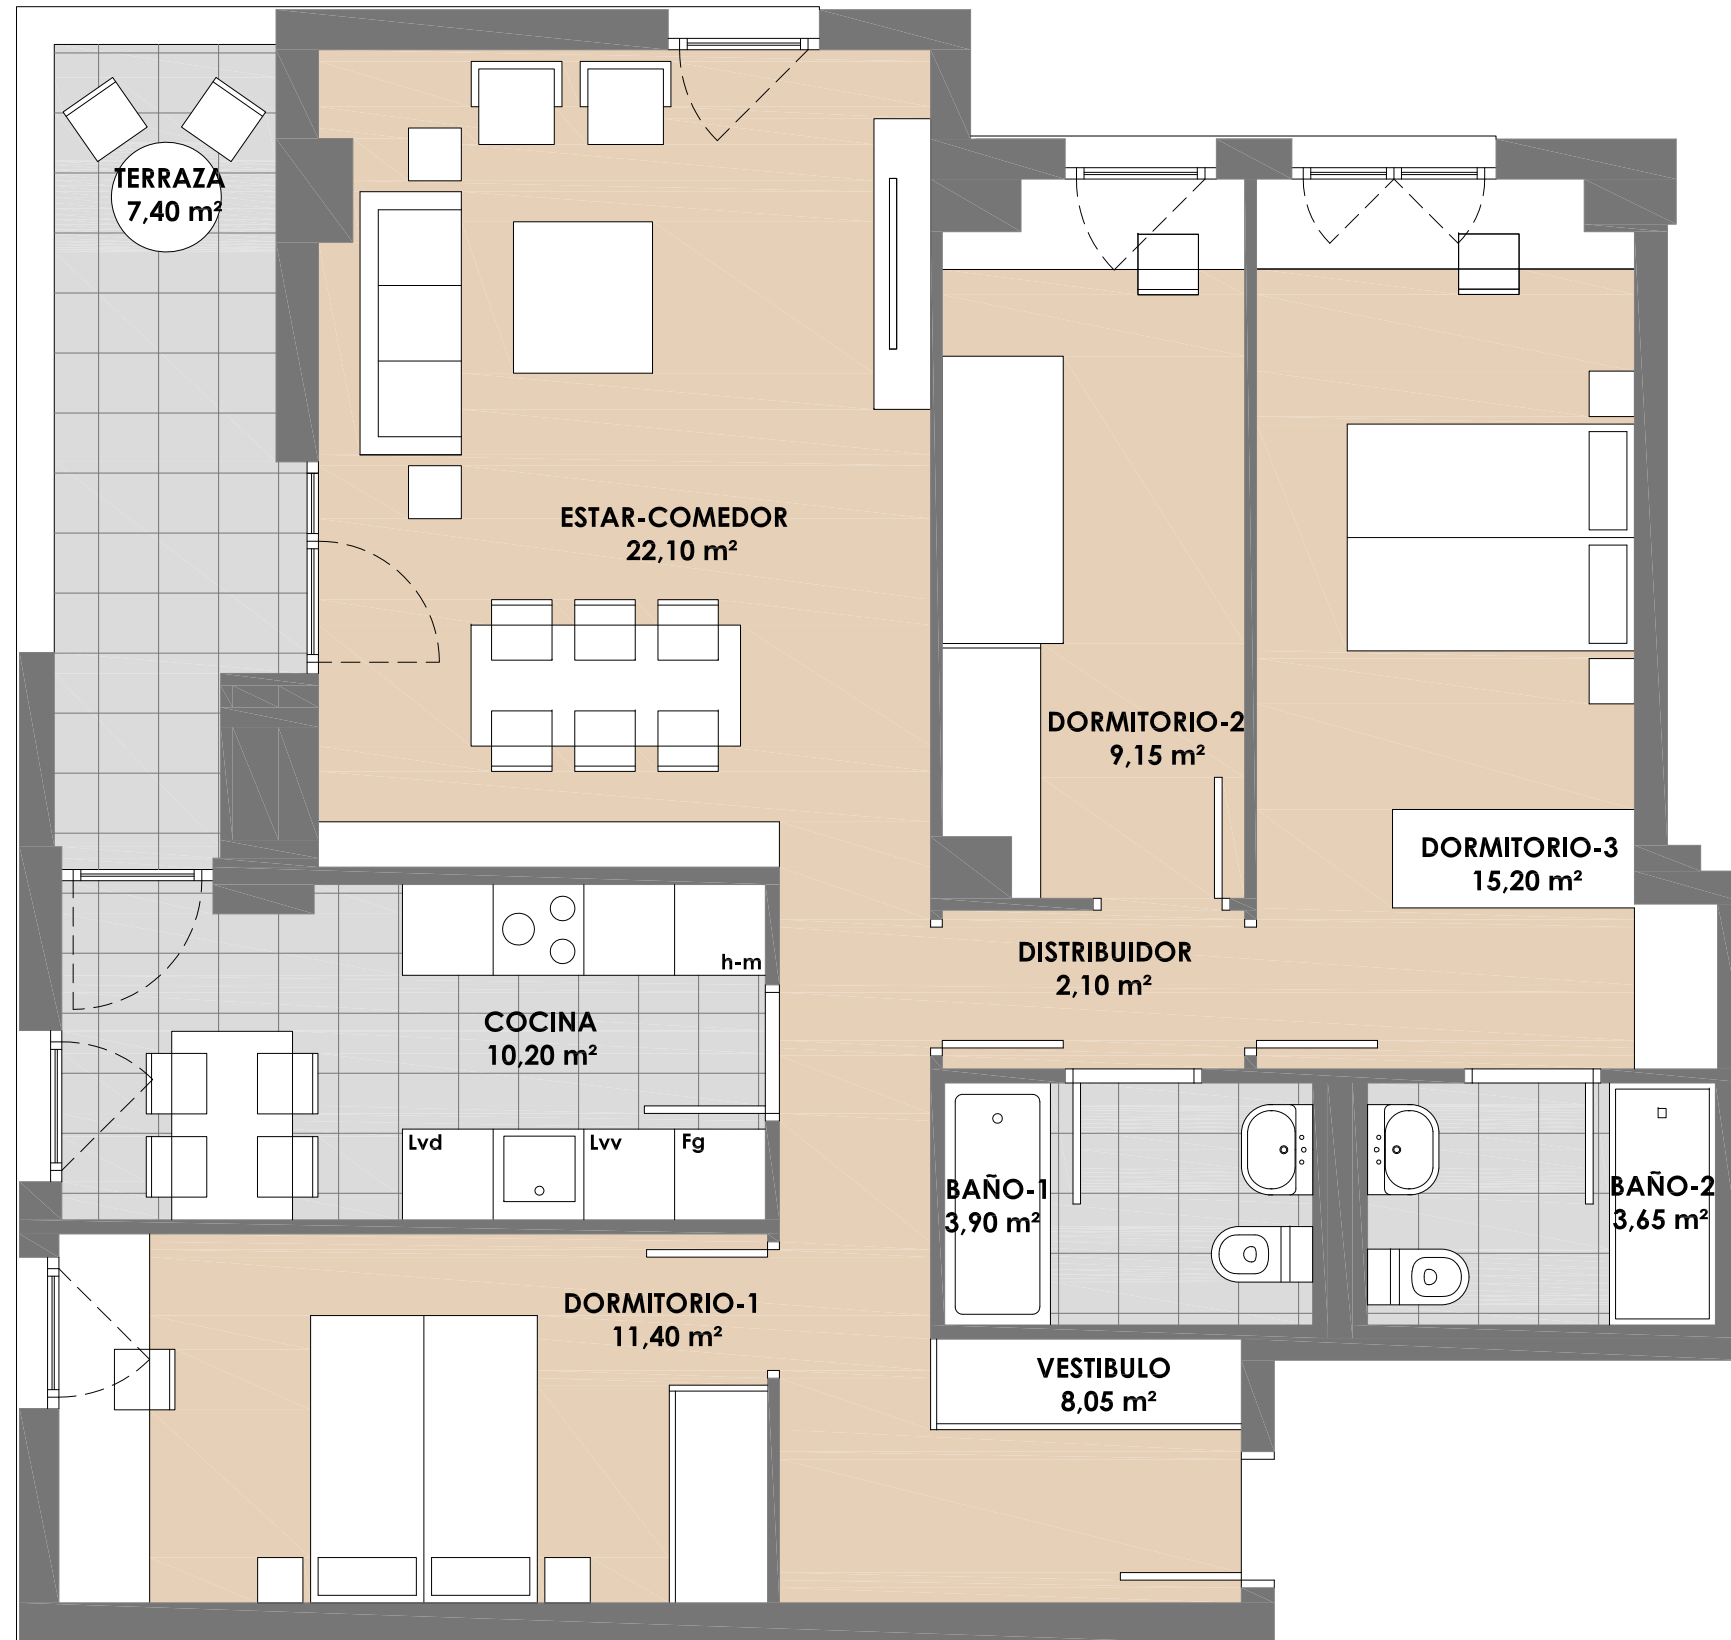 TERRAZA
7,40 m²
ESTAR-COMEDOR
22,10 m²
DORMITORIO-2
9,15 m²
DORMITORIO-3
15,20 m²
DISTRIBUIDOR
2,10 m²
h-m
COCINA
10,20 m²
Lvd
Lvv
Fg
BAÑO-1
3,90 m²
BAÑO-2
3,65 m²
DORMITORIO-1
11,40 m²
VESTIBULO
8,05 m²